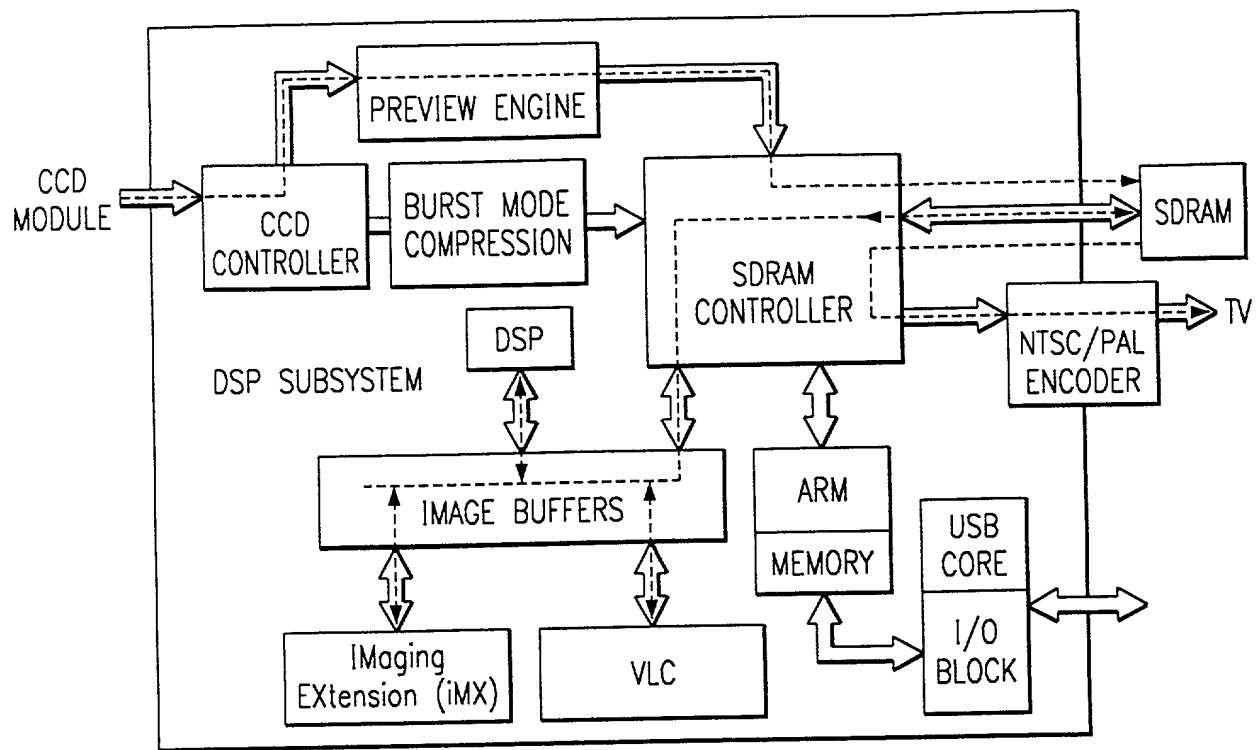 PREVIEW ENGINE
CCD
MODULE
CCD
CONTROLLER
BURST MODE
COMPRESSION
SDRAM
CONTROLLER
SDRAM
NTSC/PAL
ENCODER
TV
DSP
DSP SUBSYSTEM
IMAGE BUFFERS
ARM
MEMORY
USB
CORE
I/O
BLOCK
IMaging
EXtension (iMX)
VLC